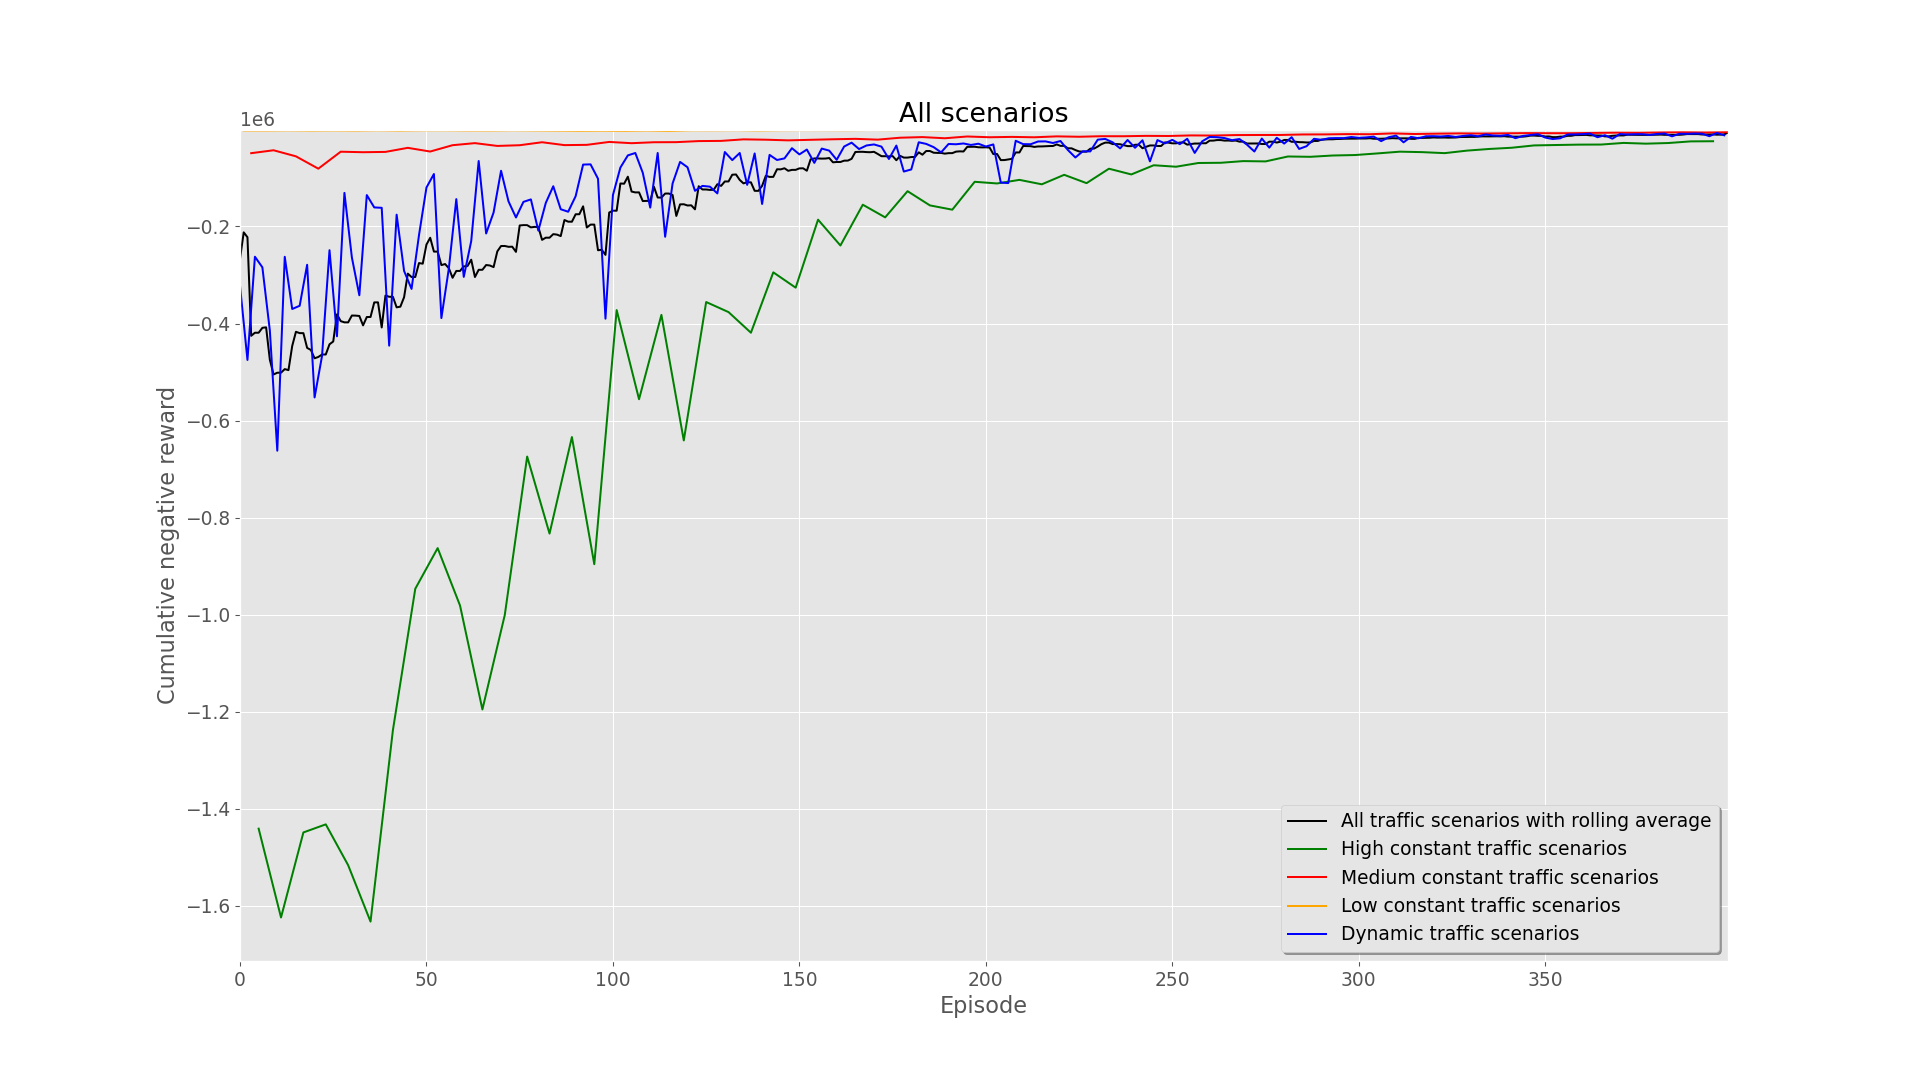 All scenarios
1e6
−0.2
−0.4
−0.6
−0.8
−1.0
−1.2
−1.4
−1.6
Cumulative negative reward
0 50 100 150 200 250 300 350
Episode
All traffic scenarios with rolling average
High constant traffic scenarios
Medium constant traffic scenarios
Low constant traffic scenarios
Dynamic traffic scenarios